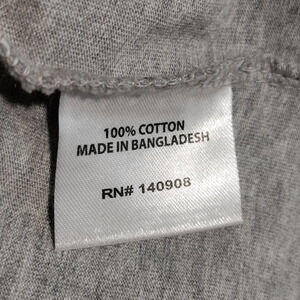 100% COTTON
MADE IN BANGLADESH
RN# 140908